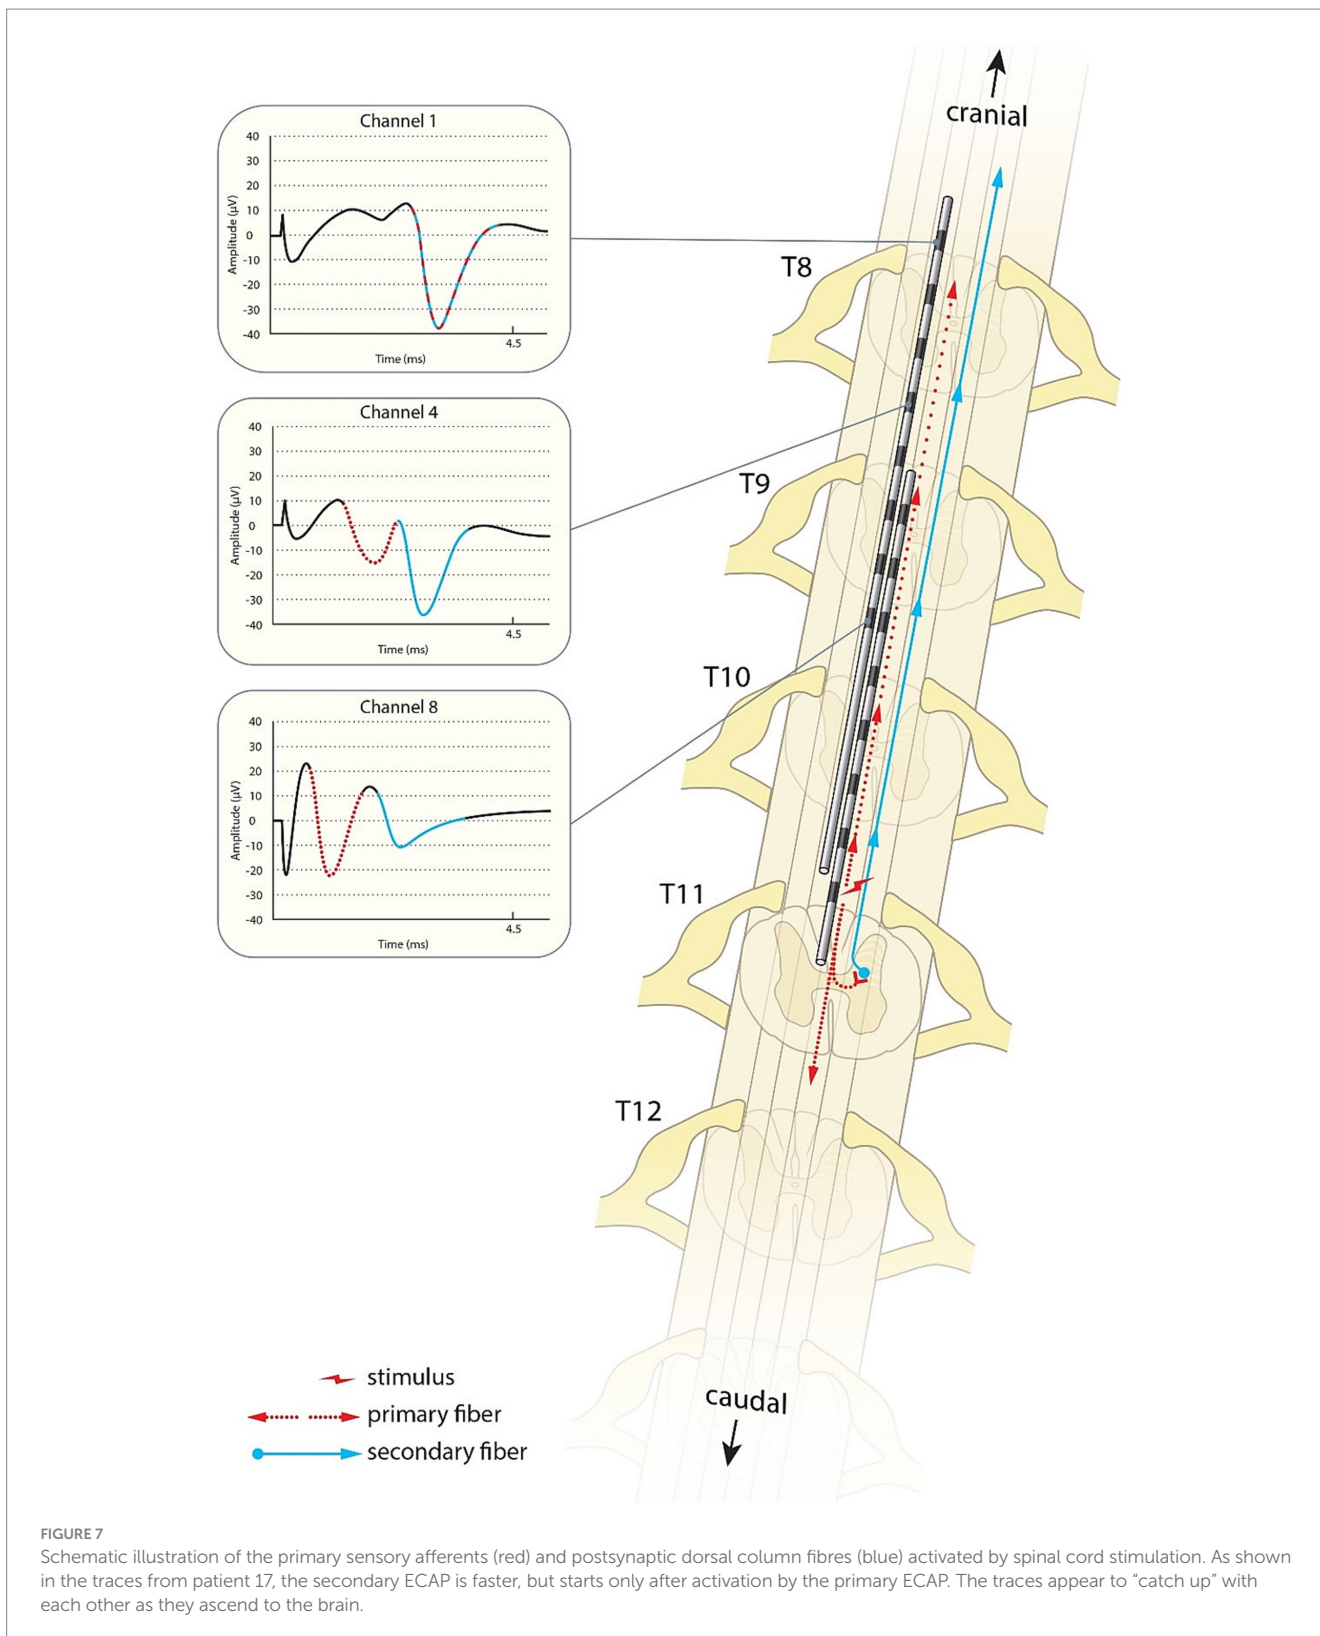 cranial
Channel 1
40
30
20
10
0
-10
-20
-30
-40
Amplitude (µV)
4.5
Time (ms)
T8
Channel 4
40
30
20
10
0
-10
-20
-30
-40
Amplitude (µV)
4.5
Time (ms)
T9
T10
Channel 8
40
30
20
10
0
-10
-20
-30
-40
Amplitude (µV)
4.5
Time (ms)
T11
T12
stimulus
primary fiber
secondary fiber
caudal
FIGURE 7
Schematic illustration of the primary sensory afferents (red) and postsynaptic dorsal column fibres (blue) activated by spinal cord stimulation. As shown
in the traces from patient 17, the secondary ECAP is faster, but starts only after activation by the primary ECAP. The traces appear to “catch up” with
each other as they ascend to the brain.